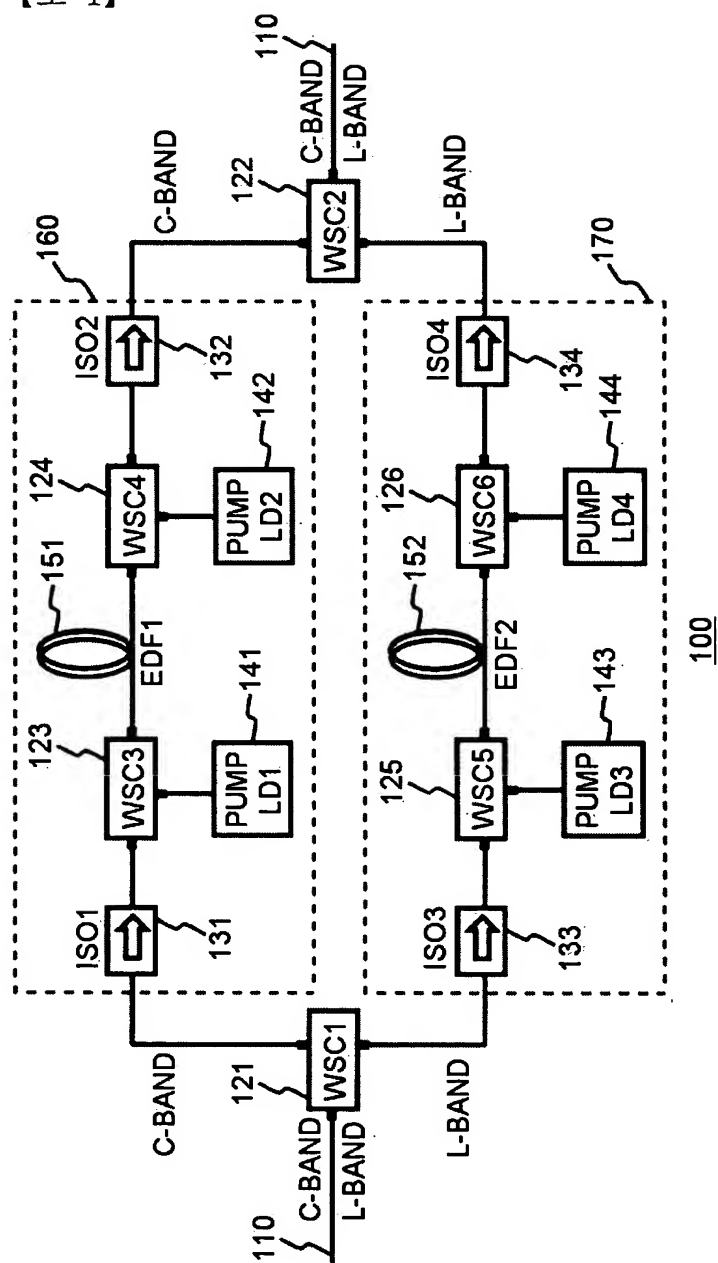 160
C-BAND
ISO1
131
123
WSC3
PUMP
LD1
141
151
EDF1
124
WSC4
PUMP
LD2
142
ISO2
132
C-BAND
110
C-BAND
L-BAND
121
WSC1
122
WSC2
C-BAND
L-BAND
110
L-BAND
ISO3
133
125
WSC5
PUMP
LD3
143
152
EDF2
126
WSC6
PUMP
LD4
144
ISO4
134
L-BAND
170
100